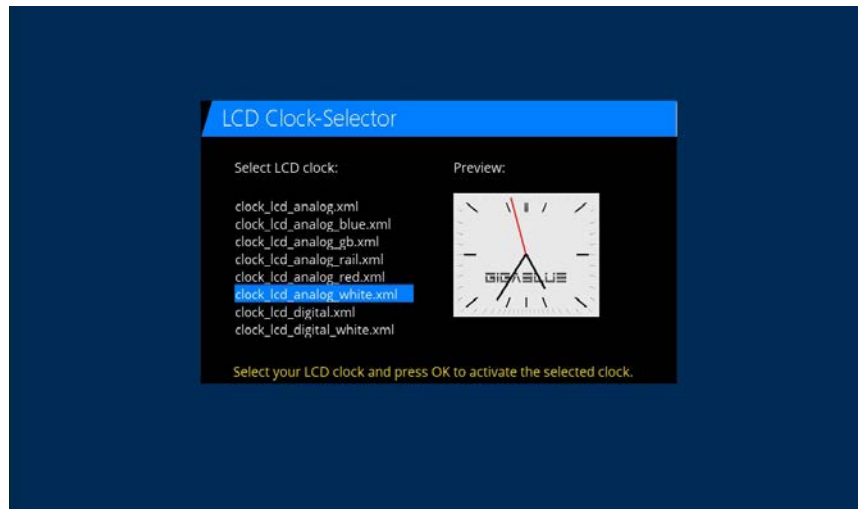 LCD Clock-Selector
Select LCD clock:
Preview:
clock_lcd_analog.xml
clock_lcd_analog_blue.xml
clock_lcd_analog_gb.xml
clock_lcd_analog_rail.xml
clock_lcd_analog_red.xml
clock_lcd_analog_white.xml
clock_lcd_digital.xml
clock_lcd_digital_white.xml
GIGABLUE
Select your LCD clock and press OK to activate the selected clock.